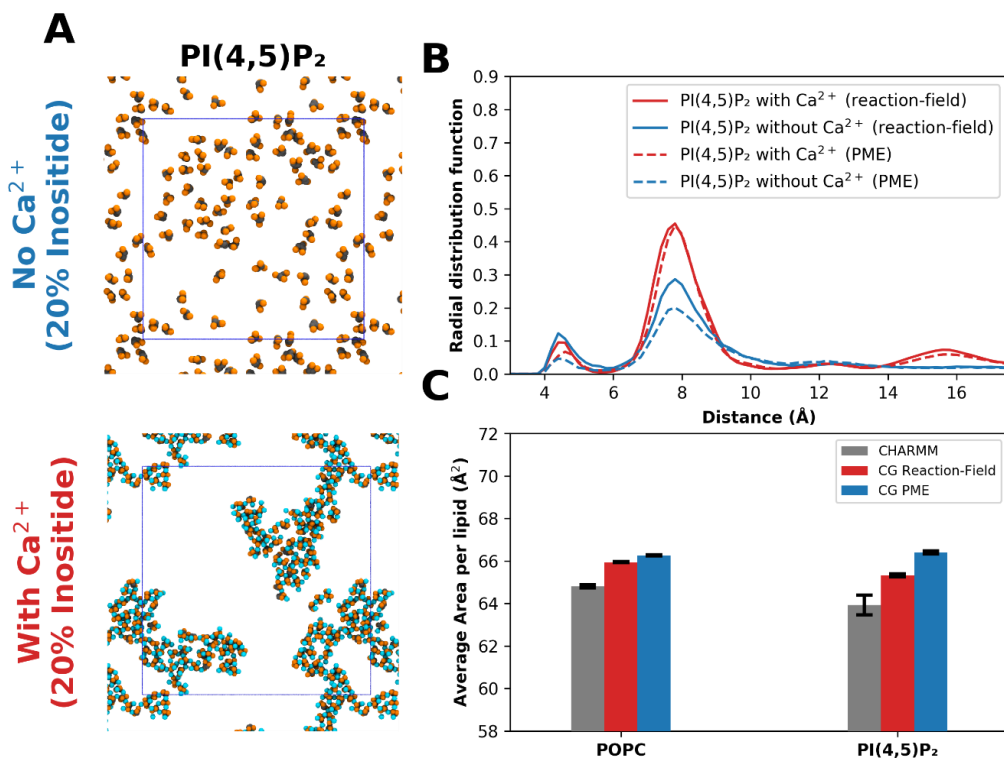 A
PI(4,5)P₂
No Ca²⁺
(20% Inositide)
With Ca²⁺
(20% Inositide)
B
Radial distribution function
0.9
0.8
0.7
0.6
0.5
0.4
0.3
0.2
0.1
0.0
PI(4,5)P₂ with Ca²⁺ (reaction-field)
PI(4,5)P₂ without Ca²⁺ (reaction-field)
PI(4,5)P₂ with Ca²⁺ (PME)
PI(4,5)P₂ without Ca²⁺ (PME)
4 6 8 10 12 14 16
Distance (Å)
C
Average Area per lipid (Å²)
72
70
68
66
64
62
60
58
CHARMM
CG Reaction-Field
CG PME
POPC PI(4,5)P₂